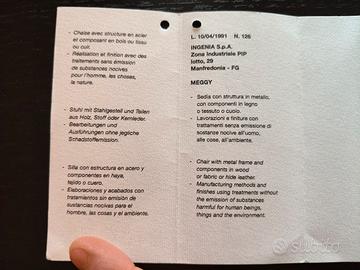 - Chaise avec structure en acier
et composant en bois ou tissu
ou cuir.
- Réalisation et finition avec des
traitements sans émission
de substances nocives
pour l'homme, les choses,
la nature.
- Stuhl mit Stahlgestell und Teilen
aus Holz, Stoff oder Kernleder.
- Bearbeitungen und
Ausführungen ohne jegliche
Schadstoffemission.
- Silla con estructura en acero y
componentes en haya,
tejido o cuero.
- Elaboraciones y acabados con
tratamientos sin emisión de
sustancias nocivas para el
hombre, las cosas y el ambiente.
L. 10/04/1991 N. 126
INGENIA S.p.A.
Zona Industriale PIP
lotto, 29
Manfredonia - FG
MEGGY
- Sedia con struttura in metallo,
con componenti in legno
o tessuto o cuoio.
- Lavorazioni e finiture con
trattamenti senza emissione di
sostanze nocive all'uomo,
alle cose, all'ambiente.
- Chair with metal frame and
components in wood
or fabric or hide leather.
- Manufacturing methods and
finishes using treatments without
the emission of substances
harmful for human beings,
things and the environment.
subito